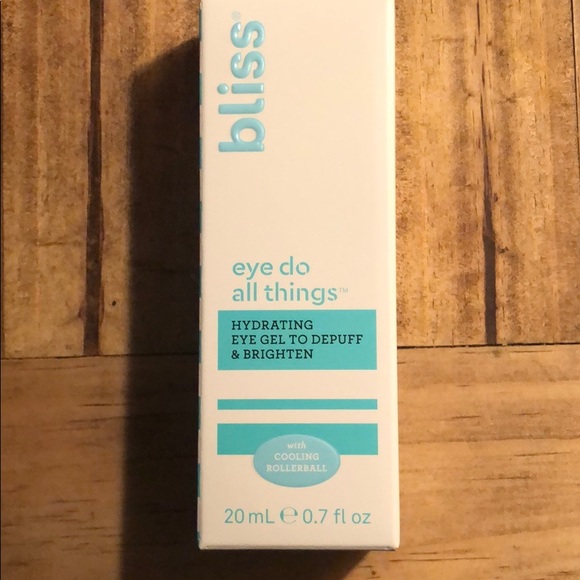 bliss®
eye do
all things™
HYDRATING
EYE GEL TO DEPUFF
& BRIGHTEN
with
COOLING
ROLLERBALL
20 mL ℮ 0.7 fl oz